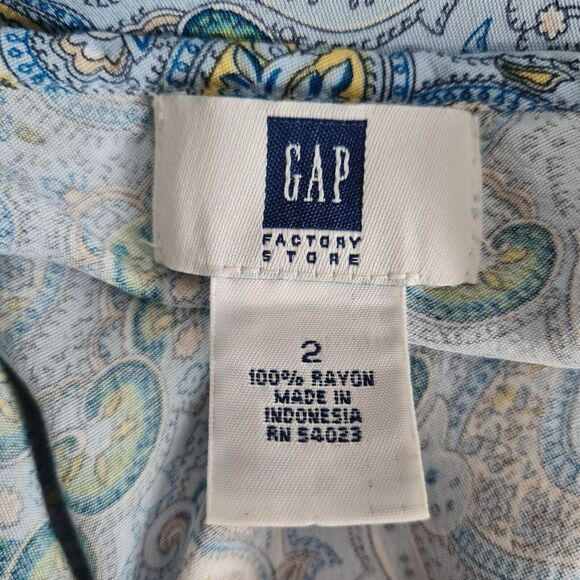 GAP
FACTORY
STORE
2
100% RAYON
MADE IN
INDONESIA
RN 54023